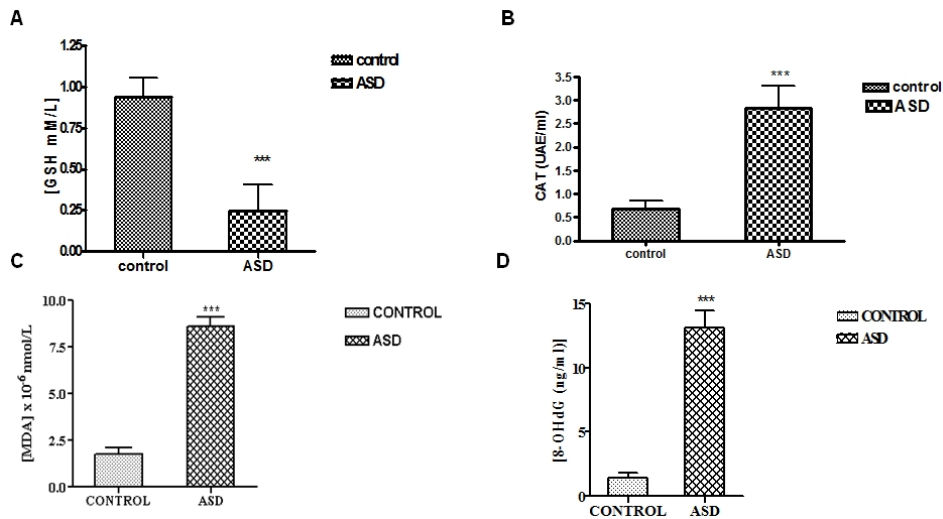 A
[GSH mM/L]
1.25
1.00
0.75
0.50
0.25
0.00
***
control
ASD
control
ASD
B
CAT (UAE/ml)
3.5
3.0
2.5
2.0
1.5
1.0
0.5
0.0
***
control
ASD
control
ASD
C
[MDA] x 10-6 nmol/L
10.0
7.5
5.0
2.5
0.0
***
CONTROL
ASD
CONTROL
ASD
D
[8-OHdG (ng/ml)]
15
10
5
0
***
CONTROL
ASD
CONTROL
ASD